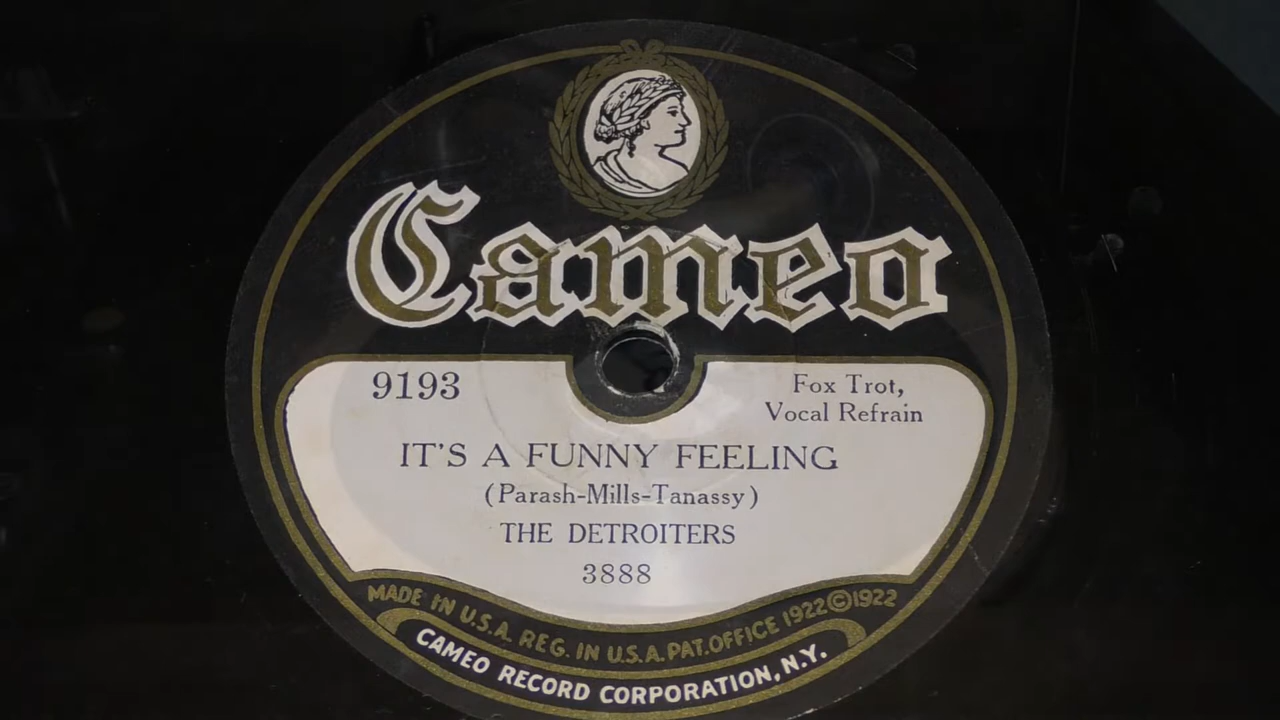 Cameo
9193
Fox Trot,
Vocal Refrain
IT'S A FUNNY FEELING
(Parash-Mills-Tanassy)
THE DETROITERS
3888
MADE IN U.S.A. REG. IN U.S.A. PAT. OFFICE 1922 © 1922
CAMEO RECORD CORPORATION, N.Y.